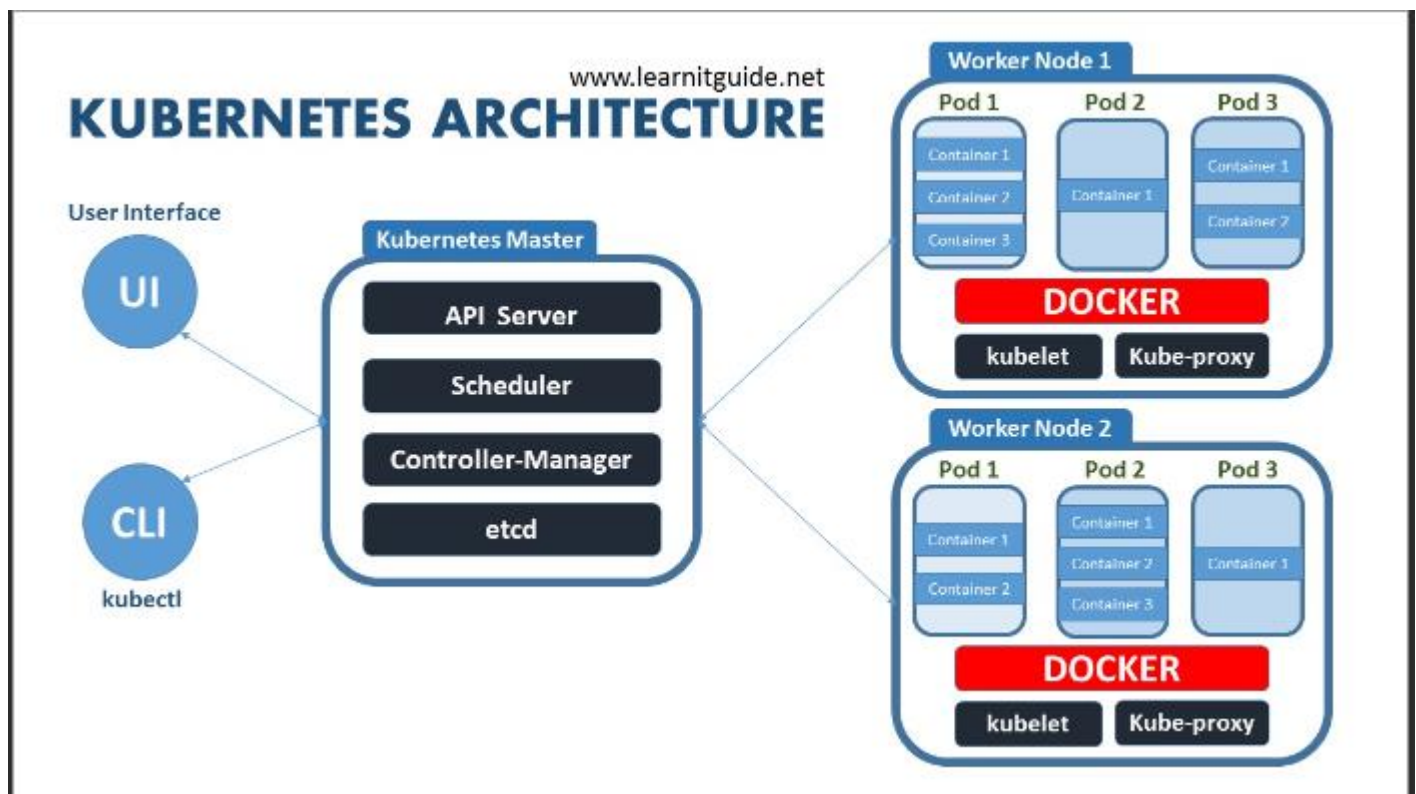 www.learnitguide.net
KUBERNETES ARCHITECTURE
User Interface
UI
CLI
kubectl
Kubernetes Master
API Server
Scheduler
Controller-Manager
etcd
Worker Node 1
Pod 1
Pod 2
Pod 3
Container 1
Container 2
Container 3
Container 1
Container 1
Container 2
DOCKER
kubelet
Kube-proxy
Worker Node 2
Pod 1
Pod 2
Pod 3
Container 1
Container 2
Container 1
Container 2
Container 3
Container 1
DOCKER
kubelet
Kube-proxy